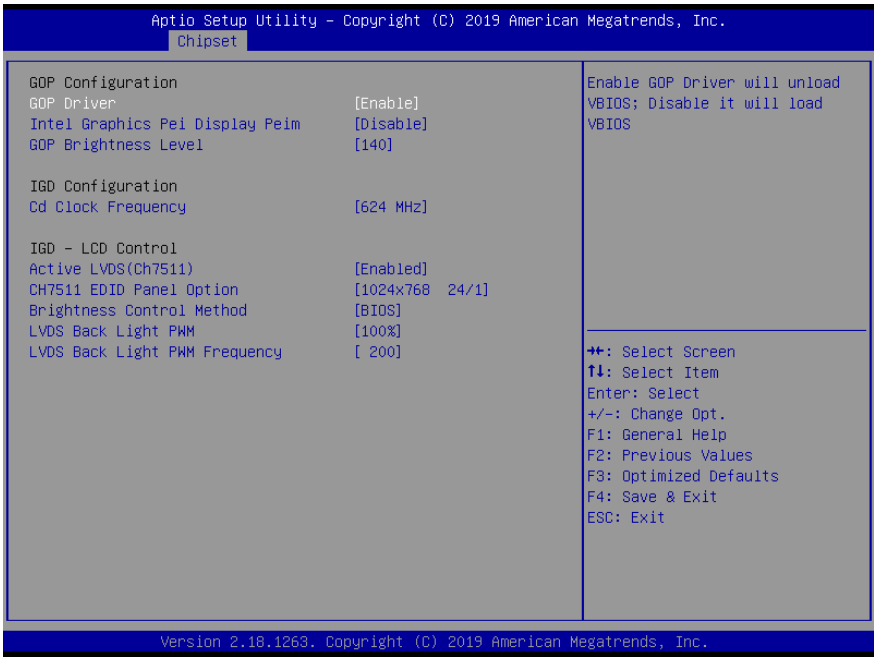 Aptio Setup Utility – Copyright (C) 2019 American Megatrends, Inc.
Chipset
GOP Configuration
GOP Driver [Enable]
Intel Graphics Pei Display Peim [Disable]
GOP Brightness Level [140]
IGD Configuration
Cd Clock Frequency [624 MHz]
IGD – LCD Control
Active LVDS(Ch7511) [Enabled]
CH7511 EDID Panel Option [1024x768  24/1]
Brightness Control Method [BIOS]
LVDS Back Light PWM [100%]
LVDS Back Light PWM Frequency [ 200]
Enable GOP Driver will unload
VBIOS; Disable it will load
VBIOS
→←: Select Screen
↑↓: Select Item
Enter: Select
+/-: Change Opt.
F1: General Help
F2: Previous Values
F3: Optimized Defaults
F4: Save & Exit
ESC: Exit
Version 2.18.1263. Copyright (C) 2019 American Megatrends, Inc.